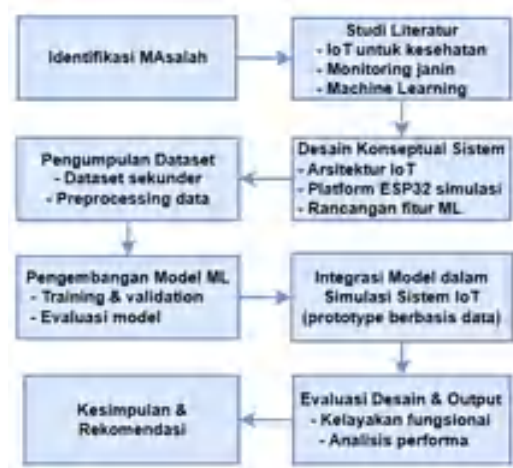 Identifikasi MAsalah
Studi Literatur
- IoT untuk kesehatan
- Monitoring janin
- Machine Learning
Desain Konseptual Sistem
- Arsitektur IoT
- Platform ESP32 simulasi
- Rancangan fitur ML
Pengumpulan Dataset
- Dataset sekunder
- Preprocessing data
Pengembangan Model ML
- Training & validation
- Evaluasi model
Integrasi Model dalam
Simulasi Sistem IoT
(prototype berbasis data)
Evaluasi Desain & Output
- Kelayakan fungsional
- Analisis performa
Kesimpulan &
Rekomendasi